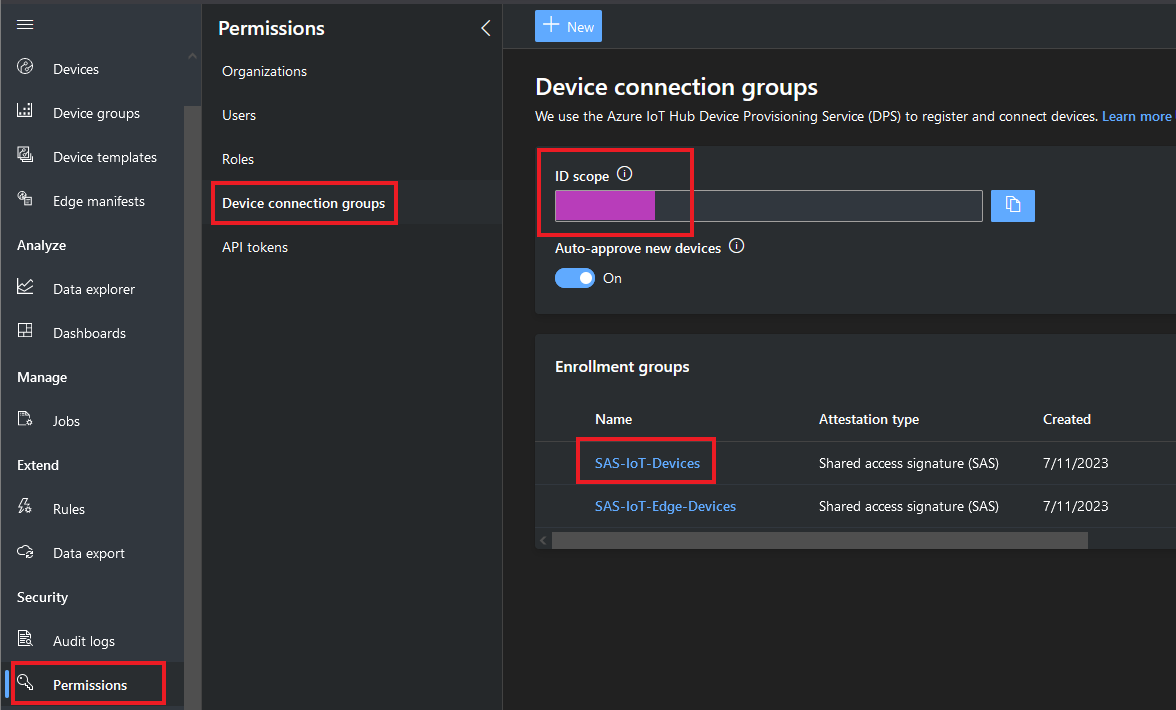 Devices
Device groups
Device templates
Edge manifests
Analyze
Data explorer
Dashboards
Manage
Jobs
Extend
Rules
Data export
Security
Audit logs
Permissions
Permissions
Organizations
Users
Roles
Device connection groups
API tokens
New
Device connection groups
We use the Azure IoT Hub Device Provisioning Service (DPS) to register and connect devices. Learn more
ID scope
Auto-approve new devices
On
Enrollment groups
Name Attestation type Created
SAS-IoT-Devices Shared access signature (SAS) 7/11/2023
SAS-IoT-Edge-Devices Shared access signature (SAS) 7/11/2023